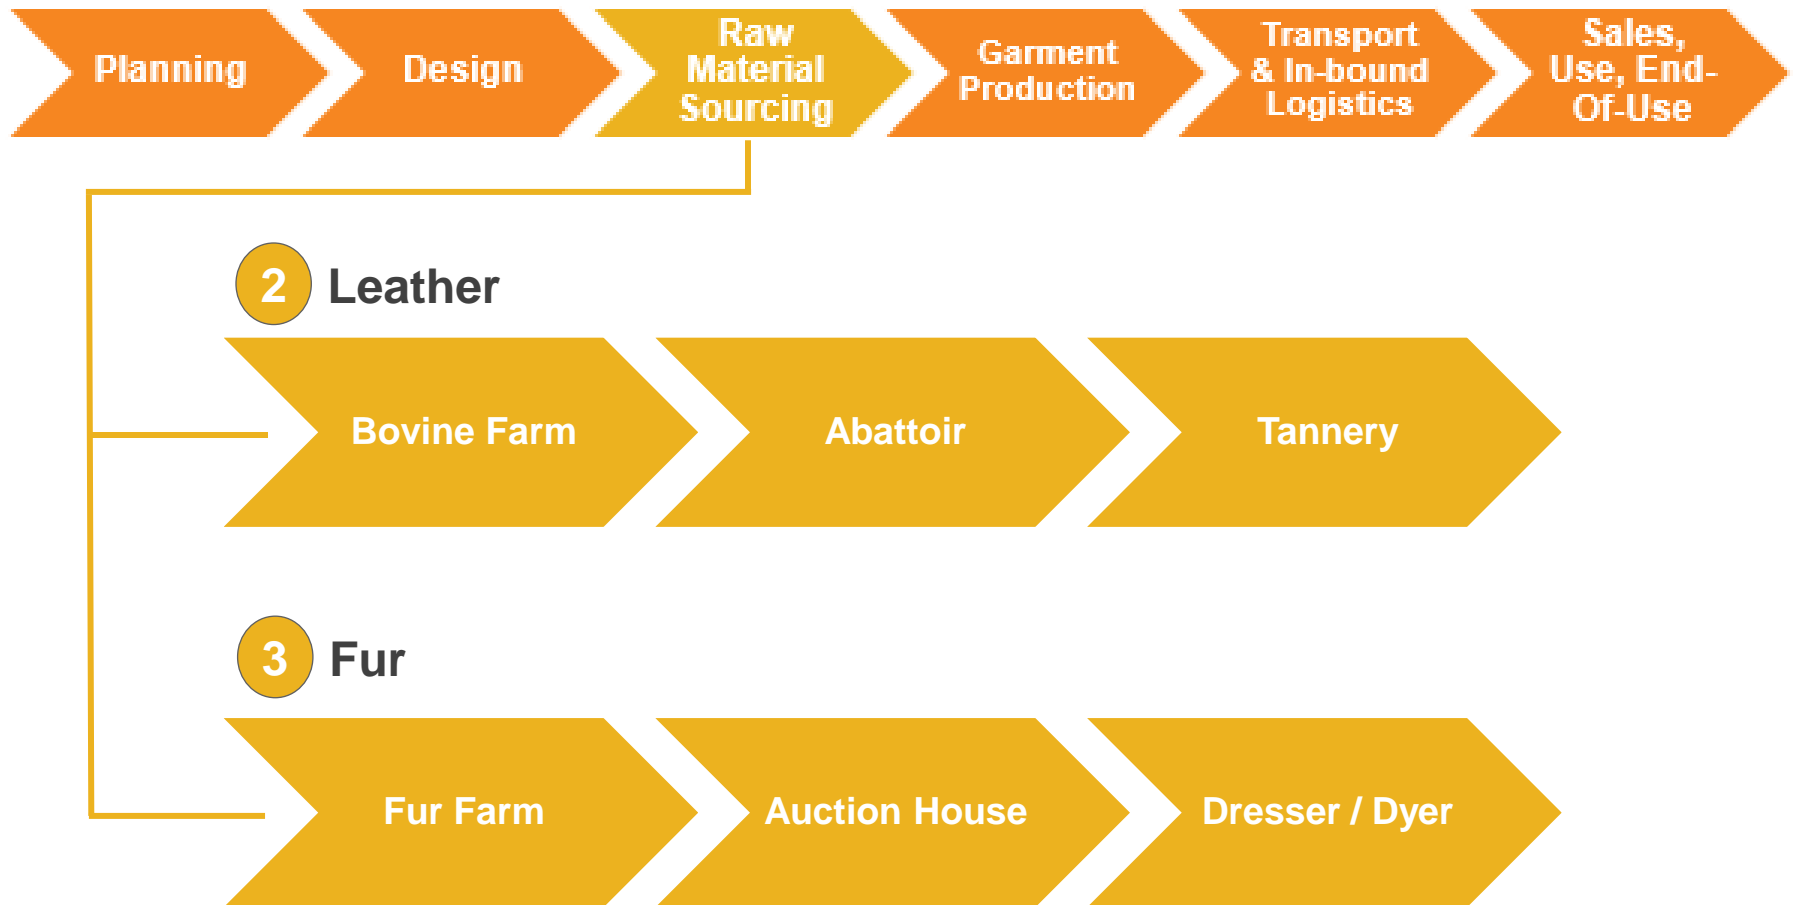 Planning
Design
Raw
Material
Sourcing
Garment
Production
Transport
& In-bound
Logistics
Sales,
Use, End-
Of-Use
2 Leather
Bovine Farm
Abattoir
Tannery
3 Fur
Fur Farm
Auction House
Dresser / Dyer